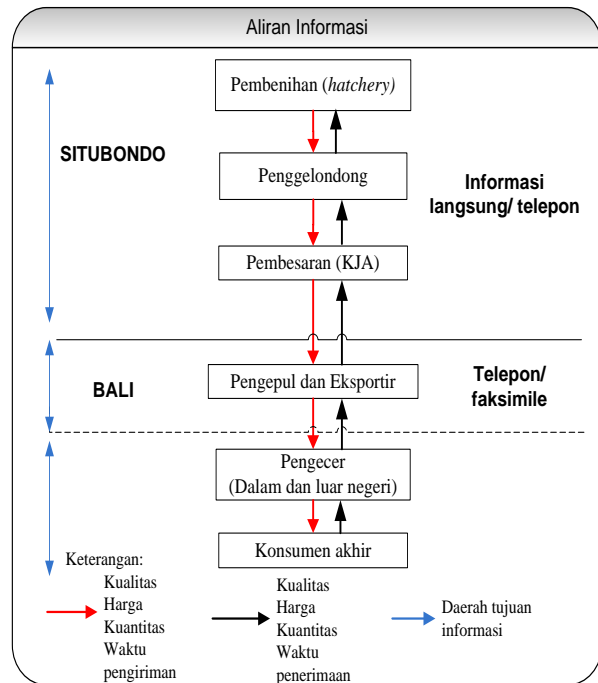 Aliran Informasi
Pembenihan (hatchery)
SITUBONDO
Penggelondong
Informasi
langsung/ telepon
Pembesaran (KJA)
BALI
Pengepul dan Eksportir
Telepon/
faksimile
Pengecer
(Dalam dan luar negeri)
Konsumen akhir
Keterangan:
Kualitas
Harga
Kuantitas
Waktu
pengiriman
Kualitas
Harga
Kuantitas
Waktu
penerimaan
Daerah tujuan
informasi